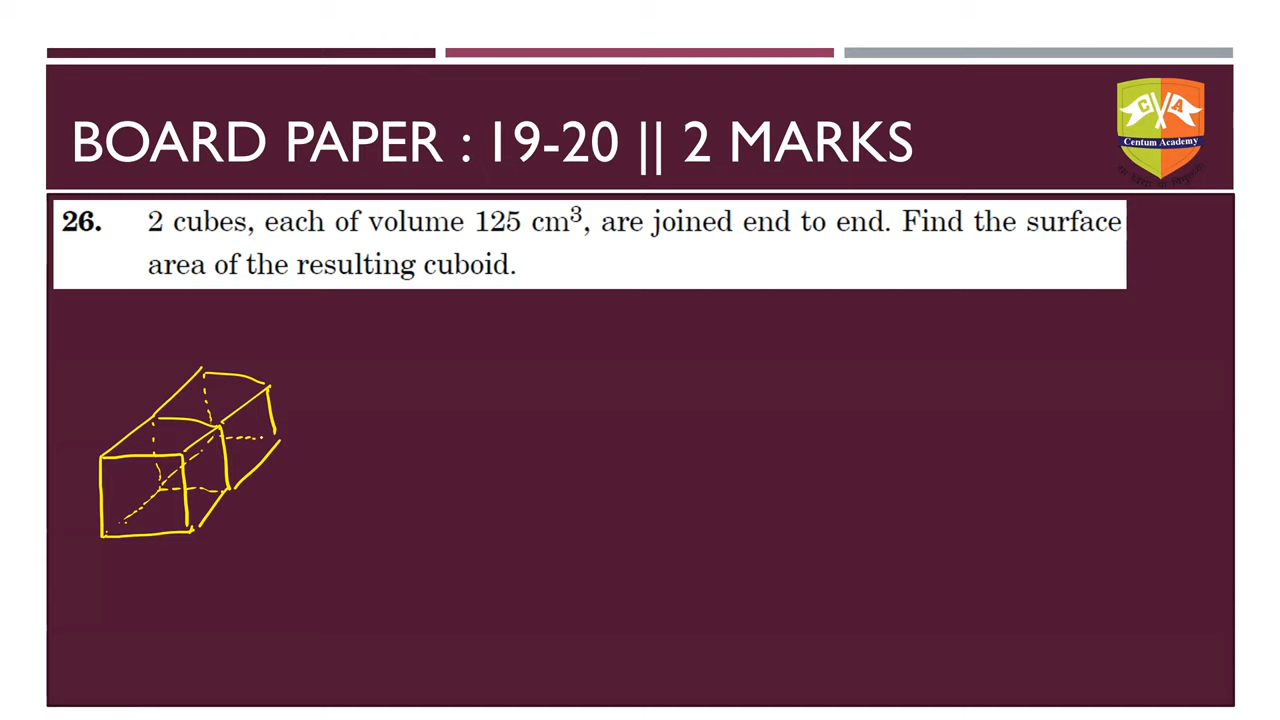 BOARD PAPER : 19-20 || 2 MARKS
C A
Centum Academy
26. 2 cubes, each of volume 125 cm³, are joined end to end. Find the surface
area of the resulting cuboid.